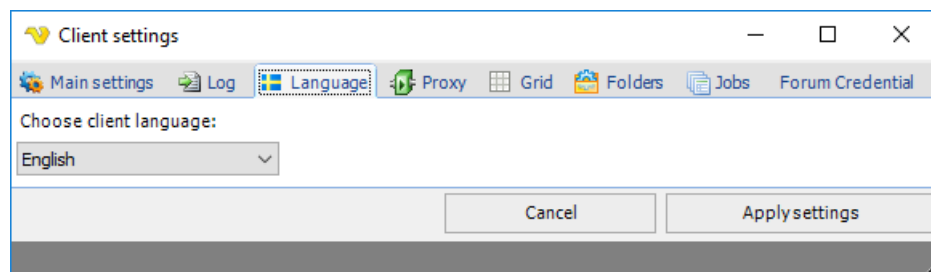 Client settings
Main settings Log Language Proxy Grid Folders Jobs Forum Credential
Choose client language:
English
Cancel Apply settings